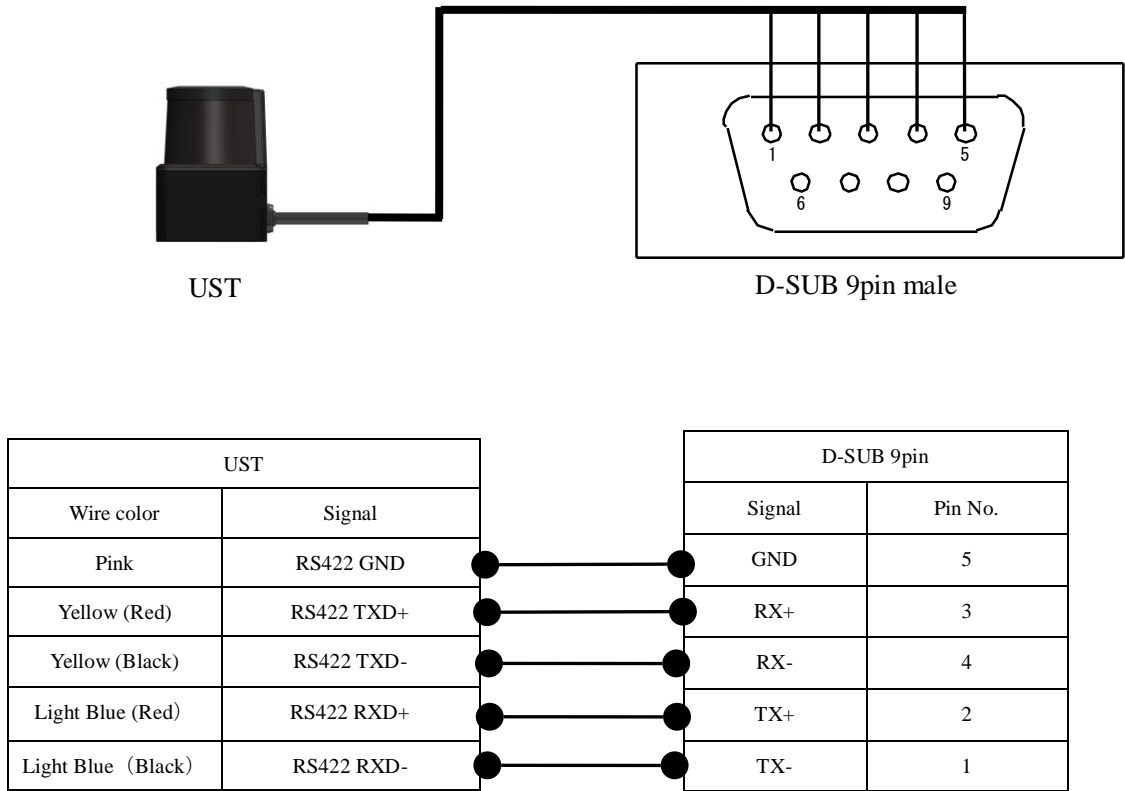 1
5
6
9
UST
D-SUB 9pin male
UST
Wire color Signal
Pink RS422 GND
Yellow (Red) RS422 TXD+
Yellow (Black) RS422 TXD-
Light Blue (Red） RS422 RXD+
Light Blue（Black） RS422 RXD-
D-SUB 9pin
Signal Pin No.
GND 5
RX+ 3
RX- 4
TX+ 2
TX- 1